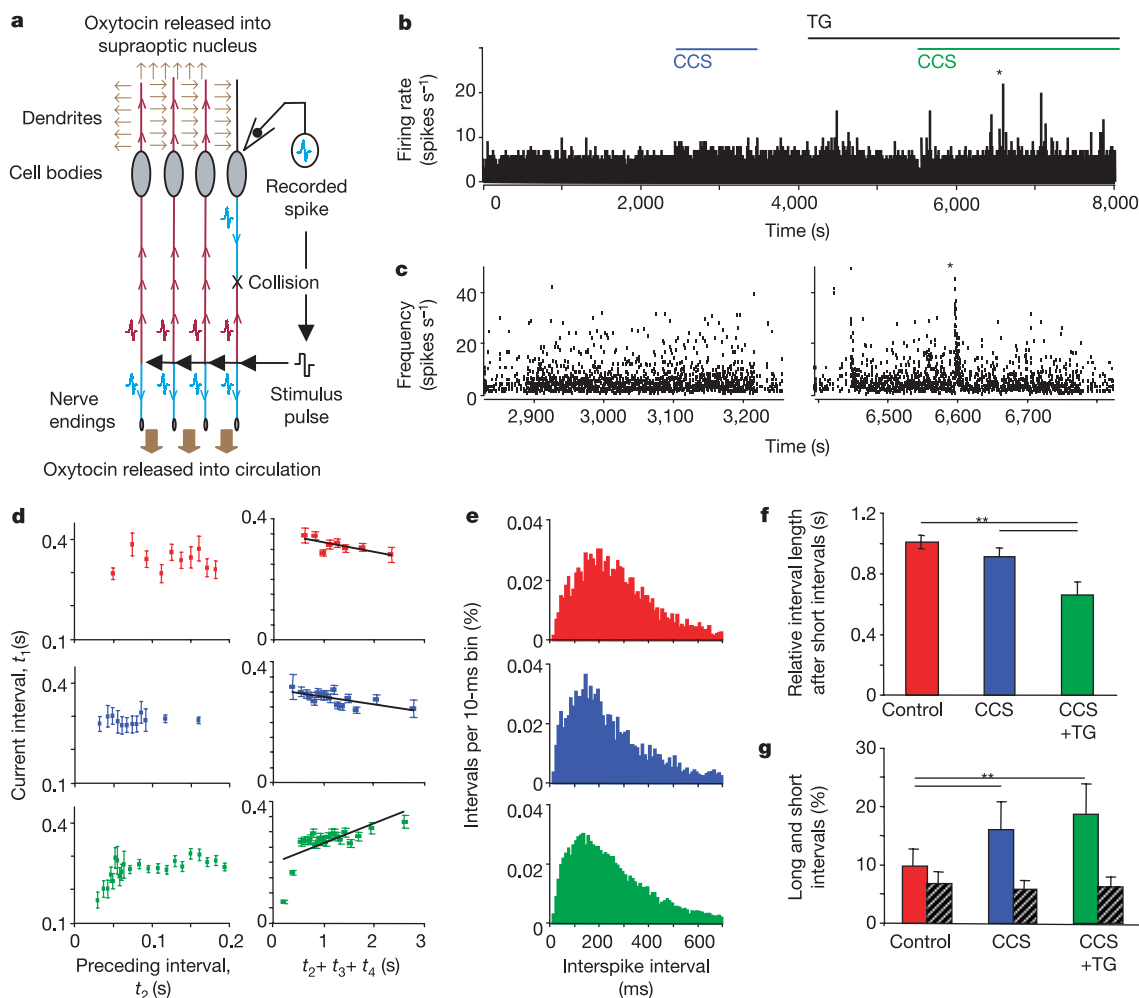 a
Oxytocin released into
supraoptic nucleus
Dendrites
Cell bodies
Recorded
spike
Collision
Stimulus
pulse
Nerve
endings
Oxytocin released into circulation
b
TG
CCS
CCS
*
Firing rate
(spikes s⁻¹)
20
10
0
0
2,000
4,000
6,000
8,000
Time (s)
c
*
Frequency
(spikes s⁻¹)
40
20
0
2,900
3,000
3,100
3,200
6,500
6,600
6,700
Time (s)
d
Current interval, t₁(s)
0.4
0.1
0.4
0.1
0.4
0.1
0
0.1
0.2
Preceding interval,
t₂(s)
0.4
0
0.4
0
0.4
0
0
1
2
3
t₂+ t₃+ t₄ (s)
e
Intervals per 10-ms bin (%)
0.04
0.02
0
0.04
0.02
0
0.04
0.02
0
200
400
600
Interspike interval
(ms)
f
Relative interval length
after short intervals (s)
1.2
0.8
0.4
0
**
Control
CCS
CCS
+TG
g
Long and short
intervals (%)
30
20
10
0
**
Control
CCS
CCS
+TG